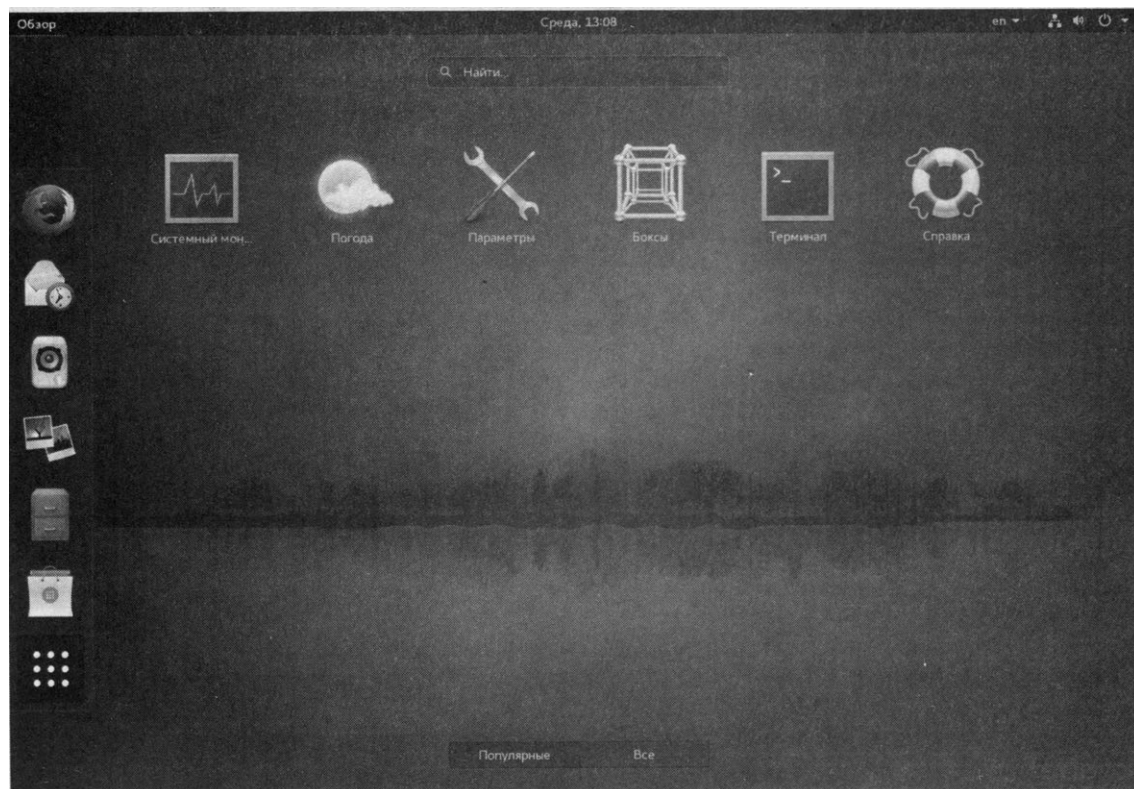 Обзор Среда, 13:08 en
Найти...
Системный мон... Погода Параметры Боксы Терминал Справка
>_
Популярные Все